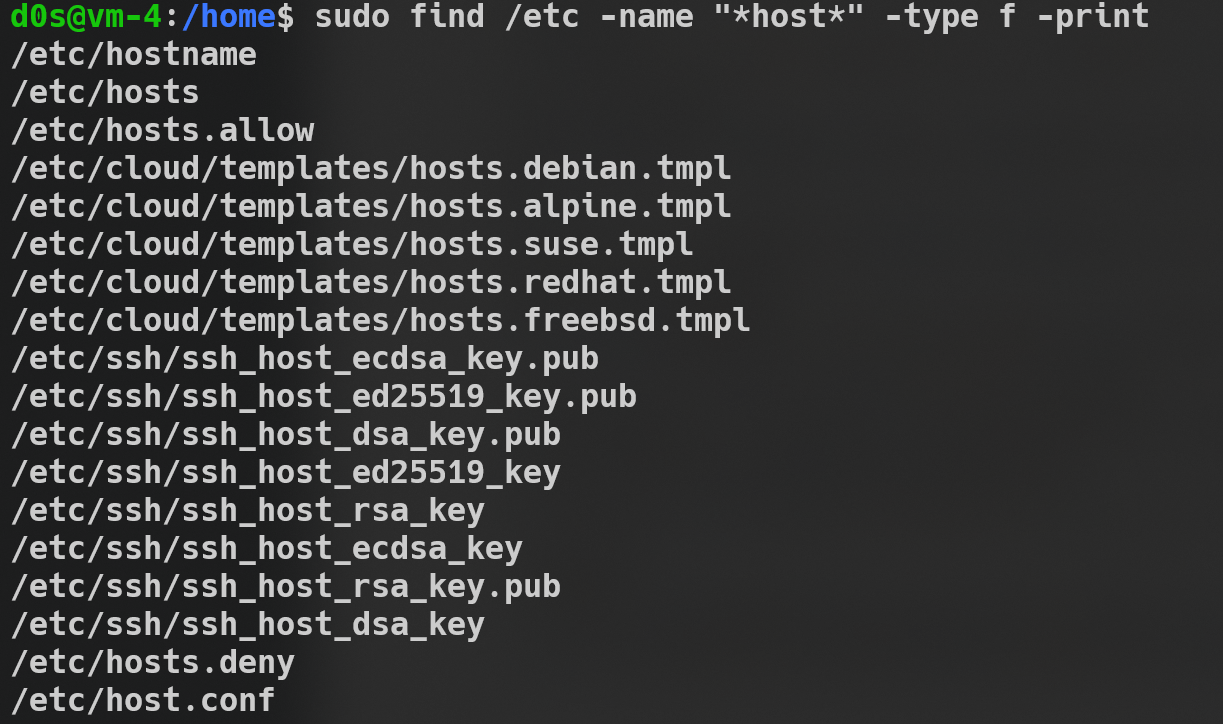 d0s@vm-4:/home$ sudo find /etc -name "*host*" -type f -print
/etc/hostname
/etc/hosts
/etc/hosts.allow
/etc/cloud/templates/hosts.debian.tmpl
/etc/cloud/templates/hosts.alpine.tmpl
/etc/cloud/templates/hosts.suse.tmpl
/etc/cloud/templates/hosts.redhat.tmpl
/etc/cloud/templates/hosts.freebsd.tmpl
/etc/ssh/ssh_host_ecdsa_key.pub
/etc/ssh/ssh_host_ed25519_key.pub
/etc/ssh/ssh_host_dsa_key.pub
/etc/ssh/ssh_host_ed25519_key
/etc/ssh/ssh_host_rsa_key
/etc/ssh/ssh_host_ecdsa_key
/etc/ssh/ssh_host_rsa_key.pub
/etc/ssh/ssh_host_dsa_key
/etc/hosts.deny
/etc/host.conf